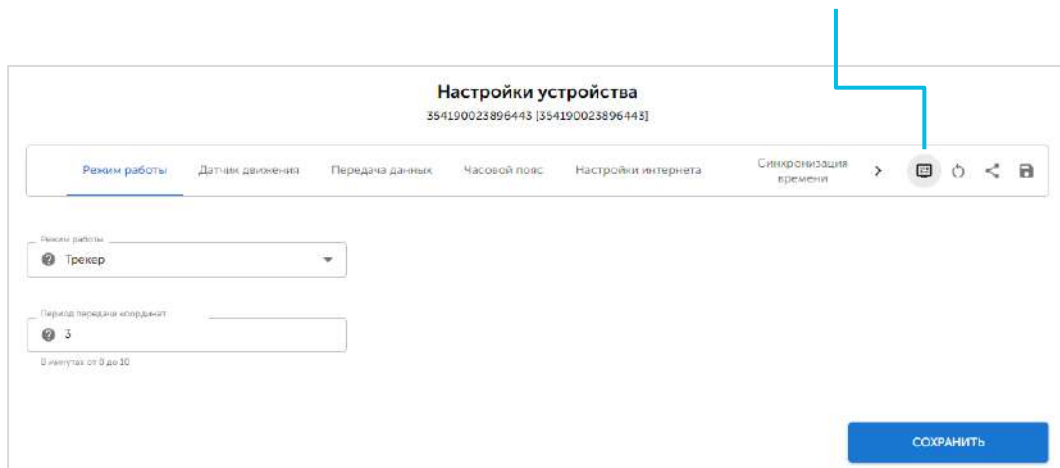 Настройки устройства
354190023896443 [354190023896443]
Режим работы Датчик движения Передача данных Часовой пояс Настройки интернета Синхронизация
времени
Режим работы
Трекер
Период передачи координат
3
В минутах от 0 до 10
СОХРАНИТЬ